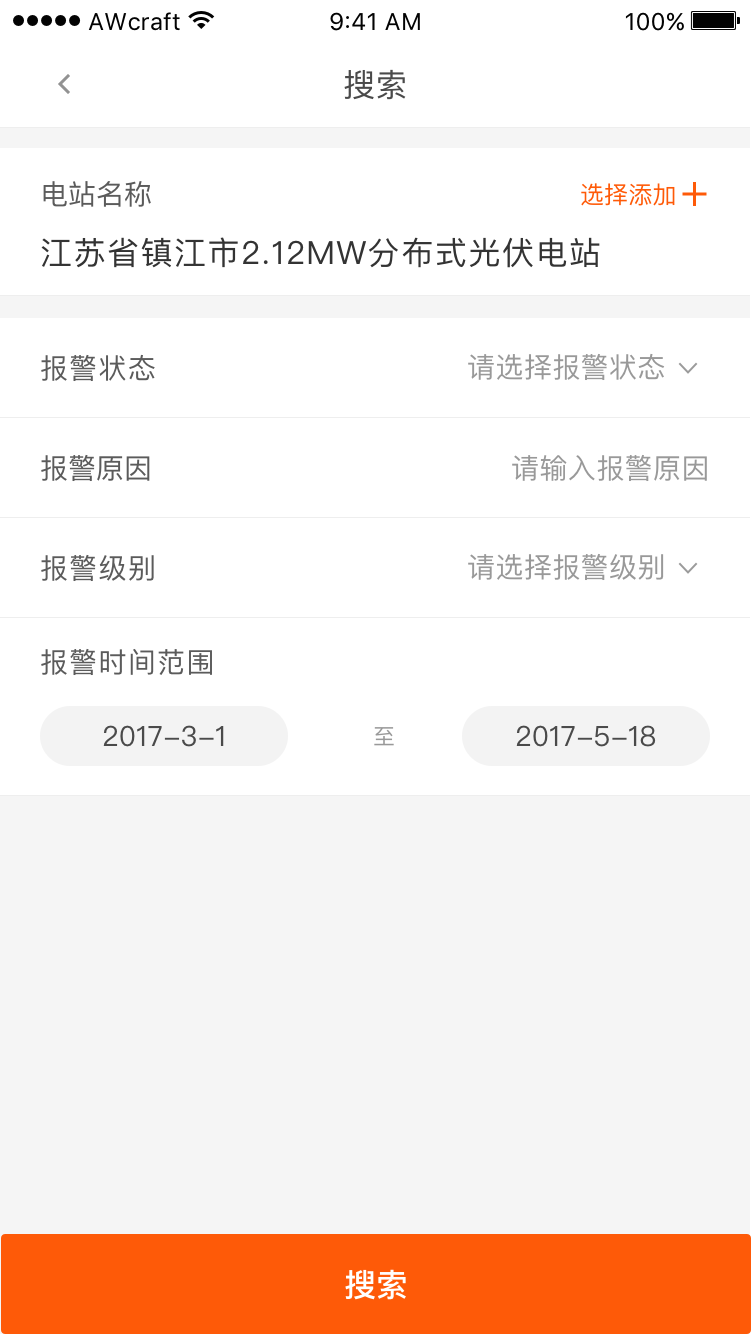 AWcraft 9:41 AM 100%
搜索
电站名称 选择添加
江苏省镇江市2.12MW分布式光伏电站
报警状态 请选择报警状态
报警原因 请输入报警原因
报警级别 请选择报警级别
报警时间范围
2017–3–1 至 2017–5–18
搜索